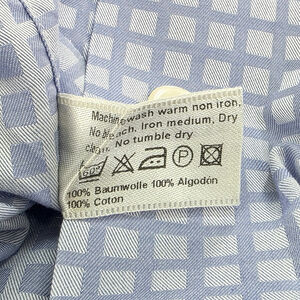 Machine wash warm non iron,
No bleach. Iron medium, Dry
clean. No tumble dry
60° P
100% Baumwolle 100% Algodón
100% Coton